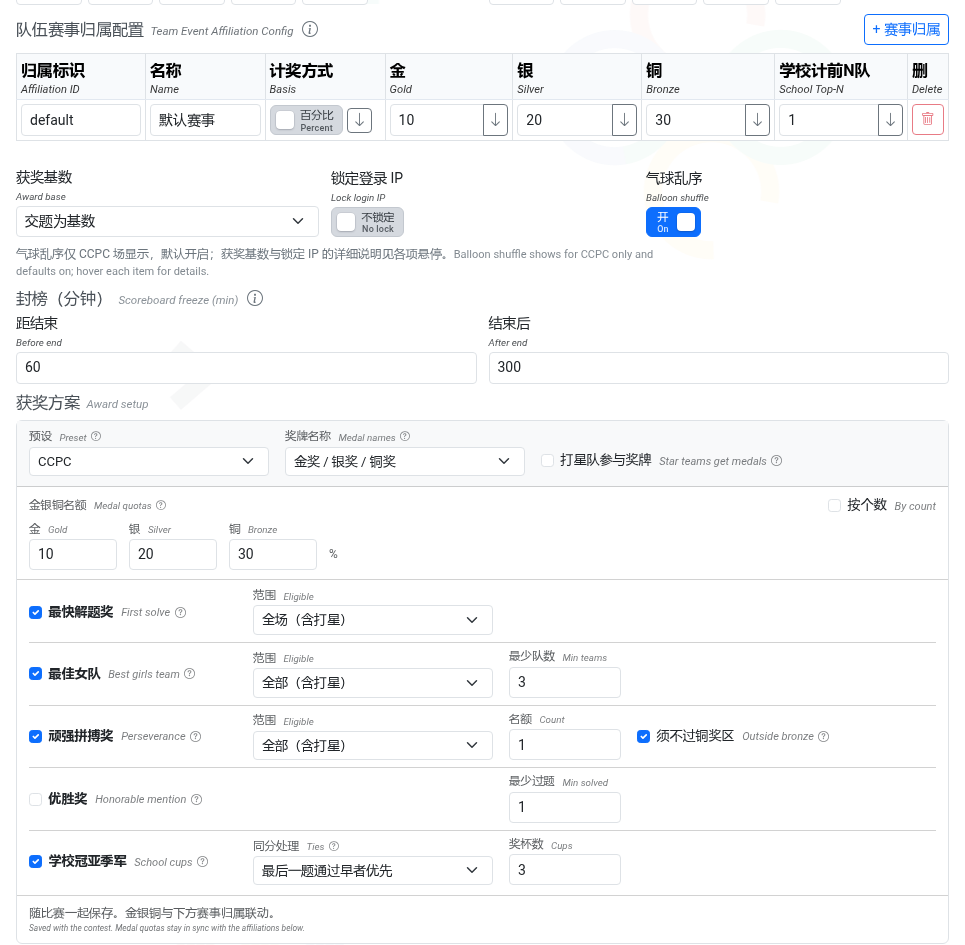 队伍赛事归属配置 Team Event Affiliation Config
+ 赛事归属
归属标识 名称 计奖方式 金 银 铜 学校计前N队 删
Affiliation ID Name Basis Gold Silver Bronze School Top-N Delete
default 默认赛事 百分比 Percent 10 20 30 1
获奖基数 锁定登录 IP 气球乱序
Award base Lock login IP Balloon shuffle
交题为基数 不锁定 No lock 开 On
气球乱序仅 CCPC 场显示，默认开启；获奖基数与锁定 IP 的详细说明见各项悬停。Balloon shuffle shows for CCPC only and
defaults on; hover each item for details.
封榜（分钟） Scoreboard freeze (min)
距结束 结束后
Before end After end
60 300
获奖方案 Award setup
预设 Preset 奖牌名称 Medal names
CCPC 金奖 / 银奖 / 铜奖 打星队参与奖牌 Star teams get medals
金银铜名额 Medal quotas 按个数 By count
金 Gold 银 Silver 铜 Bronze
10 20 30 %
范围 Eligible
最快解题奖 First solve 全场（含打星）
范围 Eligible 最少队数 Min teams
最佳女队 Best girls team 全部（含打星） 3
范围 Eligible 名额 Count
顽强拼搏奖 Perseverance 全部（含打星） 1 须不过铜奖区 Outside bronze
最少过题 Min solved
优胜奖 Honorable mention 1
同分处理 Ties 奖杯数 Cups
学校冠亚季军 School cups 最后一题通过早者优先 3
随比赛一起保存。金银铜与下方赛事归属联动。
Saved with the contest. Medal quotas stay in sync with the affiliations below.